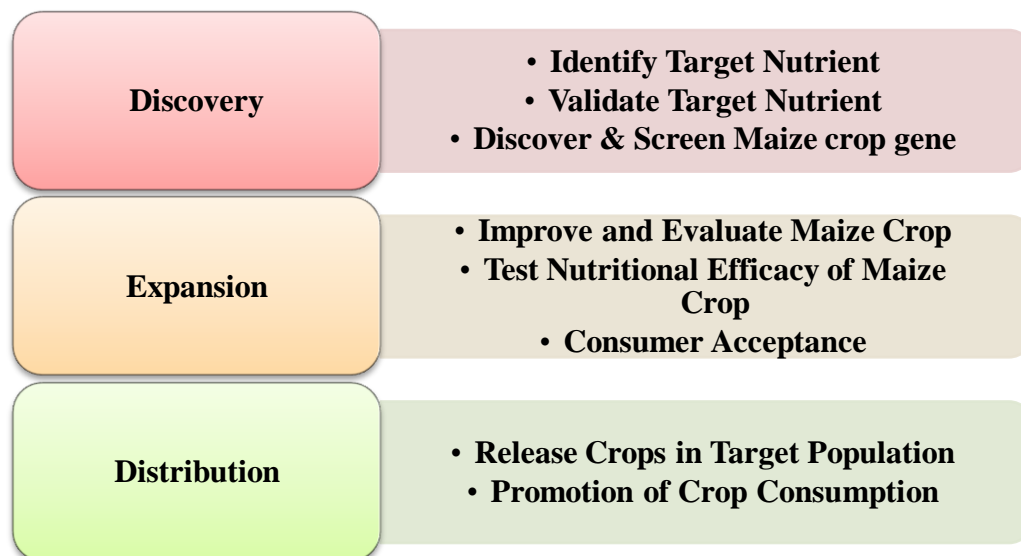 Discovery
• Identify Target Nutrient
• Validate Target Nutrient
• Discover & Screen Maize crop gene
Expansion
• Improve and Evaluate Maize Crop
• Test Nutritional Efficacy of Maize
Crop
• Consumer Acceptance
Distribution
• Release Crops in Target Population
• Promotion of Crop Consumption